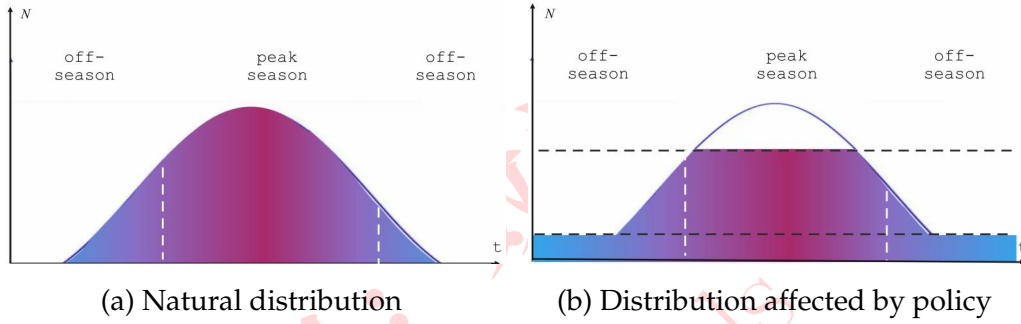 N
off-
season
peak
season
off-
season
t
(a) Natural distribution
N
off-
season
peak
season
off-
season
t
(b) Distribution affected by policy